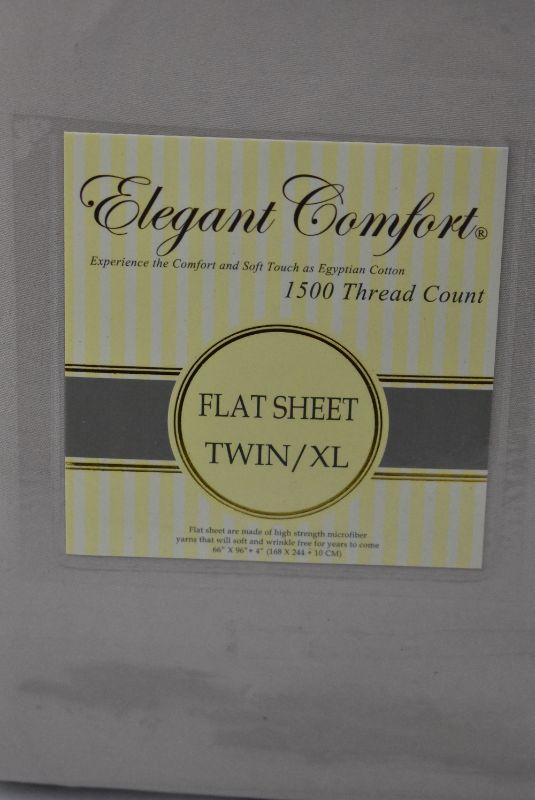 Elegant Comfort®
Experience the Comfort and Soft Touch as Egyptian Cotton
1500 Thread Count
FLAT SHEET
TWIN/XL
Flat sheet are made of high strength microfiber
yarns that will soft and wrinkle free for years to come
66" X 96"+ 4" (168 X 244 + 10 CM)